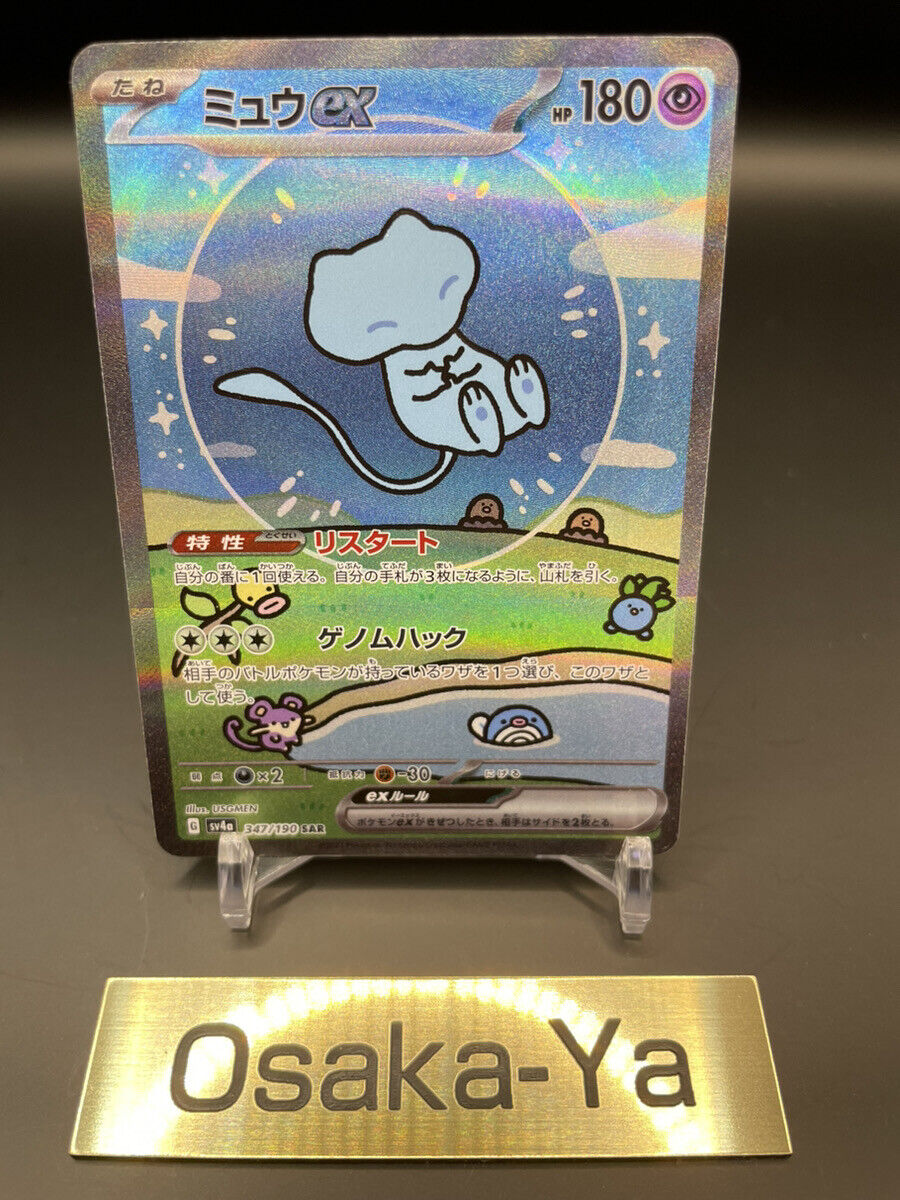 たね
ミュウex
HP 180
特性 とくせい リスタート
自分の番に1回使える。自分の手札が3枚になるように、山札を引く。
ゲノムハック
相手のバトルポケモンが持っているワザを1つ選び、このワザと
して使う。
弱点 ×2 抵抗力 -30 にげる
exルール
ポケモンexがきぜつしたとき、相手はサイドを2枚とる。
Illus. USGMEN
G sv4a 347/190 SAR
Osaka-Ya